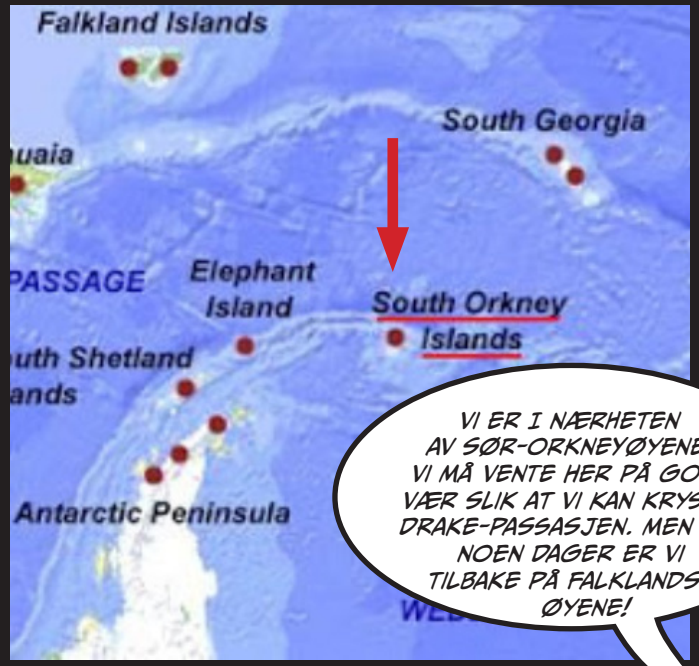 Falkland Islands
South Georgia
uaia
PASSAGE
Elephant
Island
South Orkney
Islands
uth Shetland
ands
Antarctic Peninsula
VI ER I NÆRHETEN
AV SØR-ORKNEYØYENE
VI MÅ VENTE HER PÅ GO
VÆR SLIK AT VI KAN KRYS
DRAKE-PASSASJEN. MEN
NOEN DAGER ER VI
TILBAKE PÅ FALKLANDS
ØYENE!